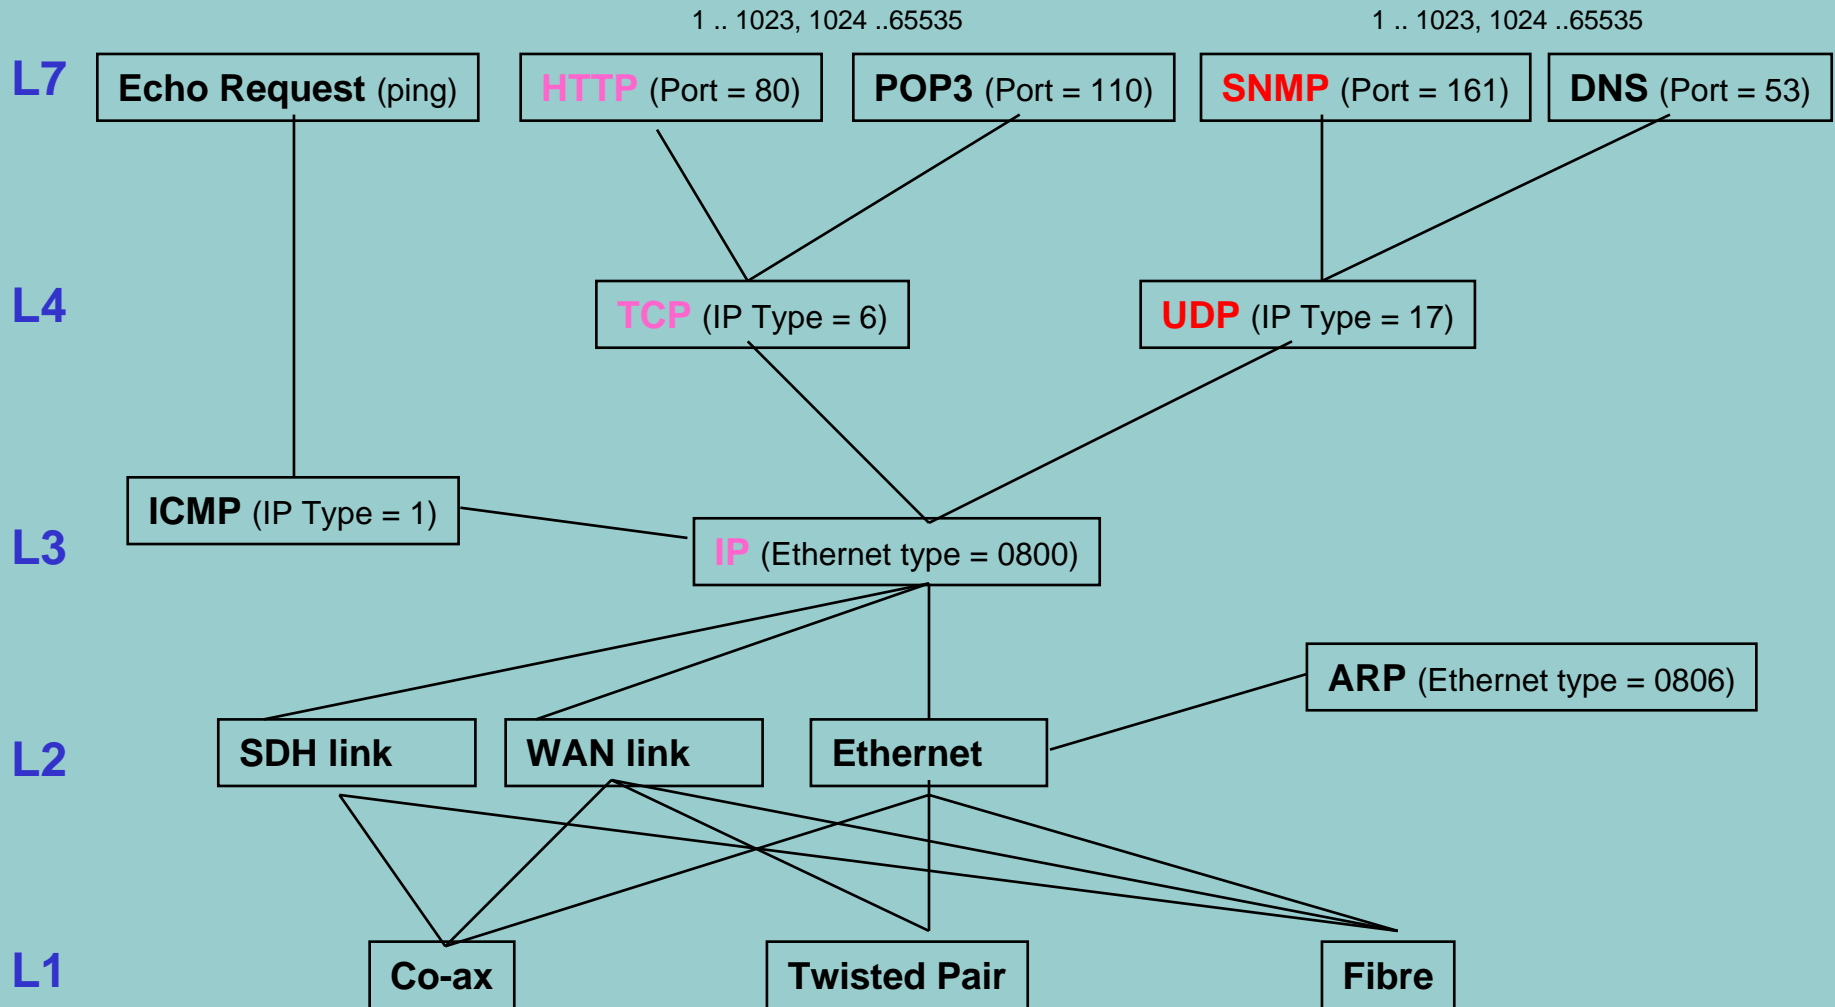 1 .. 1023, 1024 ..65535 1 .. 1023, 1024 ..65535
L7 Echo Request (ping) HTTP (Port = 80) POP3 (Port = 110) SNMP (Port = 161) DNS (Port = 53)
L4 TCP (IP Type = 6) UDP (IP Type = 17)
ICMP (IP Type = 1)
L3 IP (Ethernet type = 0800)
ARP (Ethernet type = 0806)
L2 SDH link WAN link Ethernet
L1 Co-ax Twisted Pair Fibre